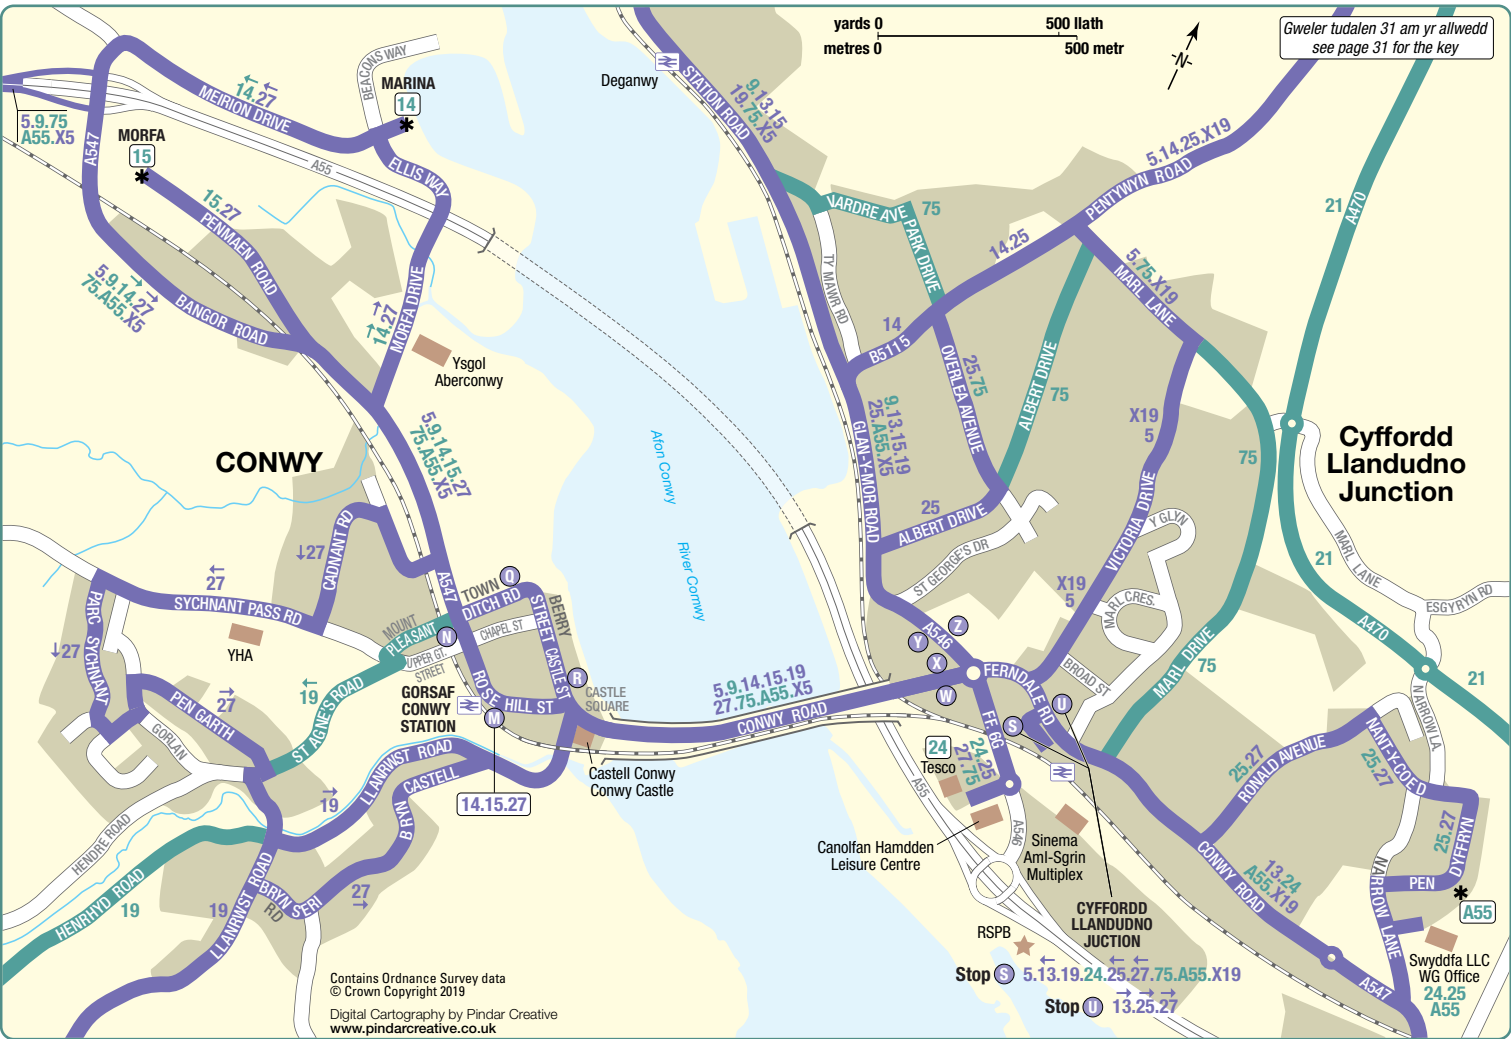 yards 0 500 llath
metres 0 500 metr
N
Gweler tudalen 31 am yr allwedd
see page 31 for the key
BEACONS WAY
MARINA
14
14.27
MEIRION DRIVE
5.9.75
A55.X5
A547
MORFA
15
A55
ELLIS WAY
15.27
PENMAEN ROAD
5.9.14.27
75.A55.X5
BANGOR ROAD
14.27
MORFA DRIVE
Ysgol
Aberconwy
Deganwy
STATION ROAD
9.13.15
19.75.X5
VARDRE AVE
75
PARK DRIVE
TY MAWR RD
14.25
PENTYWYN ROAD
5.14.25.X19
5.75.X19
MARL LANE
21
A470
14
B5115
OVERLEA AVENUE
25.75
ALBERT DRIVE
75
X19
5
75
Cyffordd
Llandudno
Junction
CONWY
5.9.14.15.27
75.A55.X5
Afon Conwy
River Conwy
9.13.15.19
25.A55.X5
GLAN-Y-MOR ROAD
25
ALBERT DRIVE
ST GEORGE'S DR
VICTORIA DRIVE
Y GLYN
MARL LANE
21
ESGYRYN RD
CADNANT RD
27
27
SYCHNANT PASS RD
A547
TOWN
DITCH RD
Q
BERRY
STREET
CASTLE ST
CHAPEL ST
MOUNT
PLEASANT
N
UPPER GT.
STREET
X19
5
MARL CRES.
A470
PARC SYCHNANT
27
YHA
19
ST AGNE'S ROAD
GORSAF
CONWY
STATION
ROSE HILL ST
R
CASTLE
SQUARE
M
5.9.14.15.19
27.75.A55.X5
CONWY ROAD
A546
Y
Z
X
W
FERNDALE RD
BROAD ST
MARL DRIVE
75
21
NARROW LA
27
PEN GARTH
GORLAN
S
U
FF GG
LLANRWST ROAD
19
BRYN CASTELL
14.15.27
Castell Conwy
Conwy Castle
24
Tesco
24.25
27.75
A55
A546
25.27
RONALD AVENUE
NANT-Y-COED
25.27
HENDRE ROAD
Canolfan Hamdden
Leisure Centre
Sinema
Aml-Sgrin
Multiplex
25.27
PEN DYFFRYN
HENRHYD ROAD
19
19
LLANRWST ROAD
BRYN SERI
RD
27
CYFFORDD
LLANDUDNO
JUCTION
CONWY ROAD
13.24
A55.X19
NARROW LANE
A55
RSPB
Stop S 5.13.19.24.25.27.75.A55.X19
Stop U 13.25.27
A547
Swyddfa LLC
WG Office
24.25
A55
Contains Ordnance Survey data
© Crown Copyright 2019
Digital Cartography by Pindar Creative
www.pindarcreative.co.uk